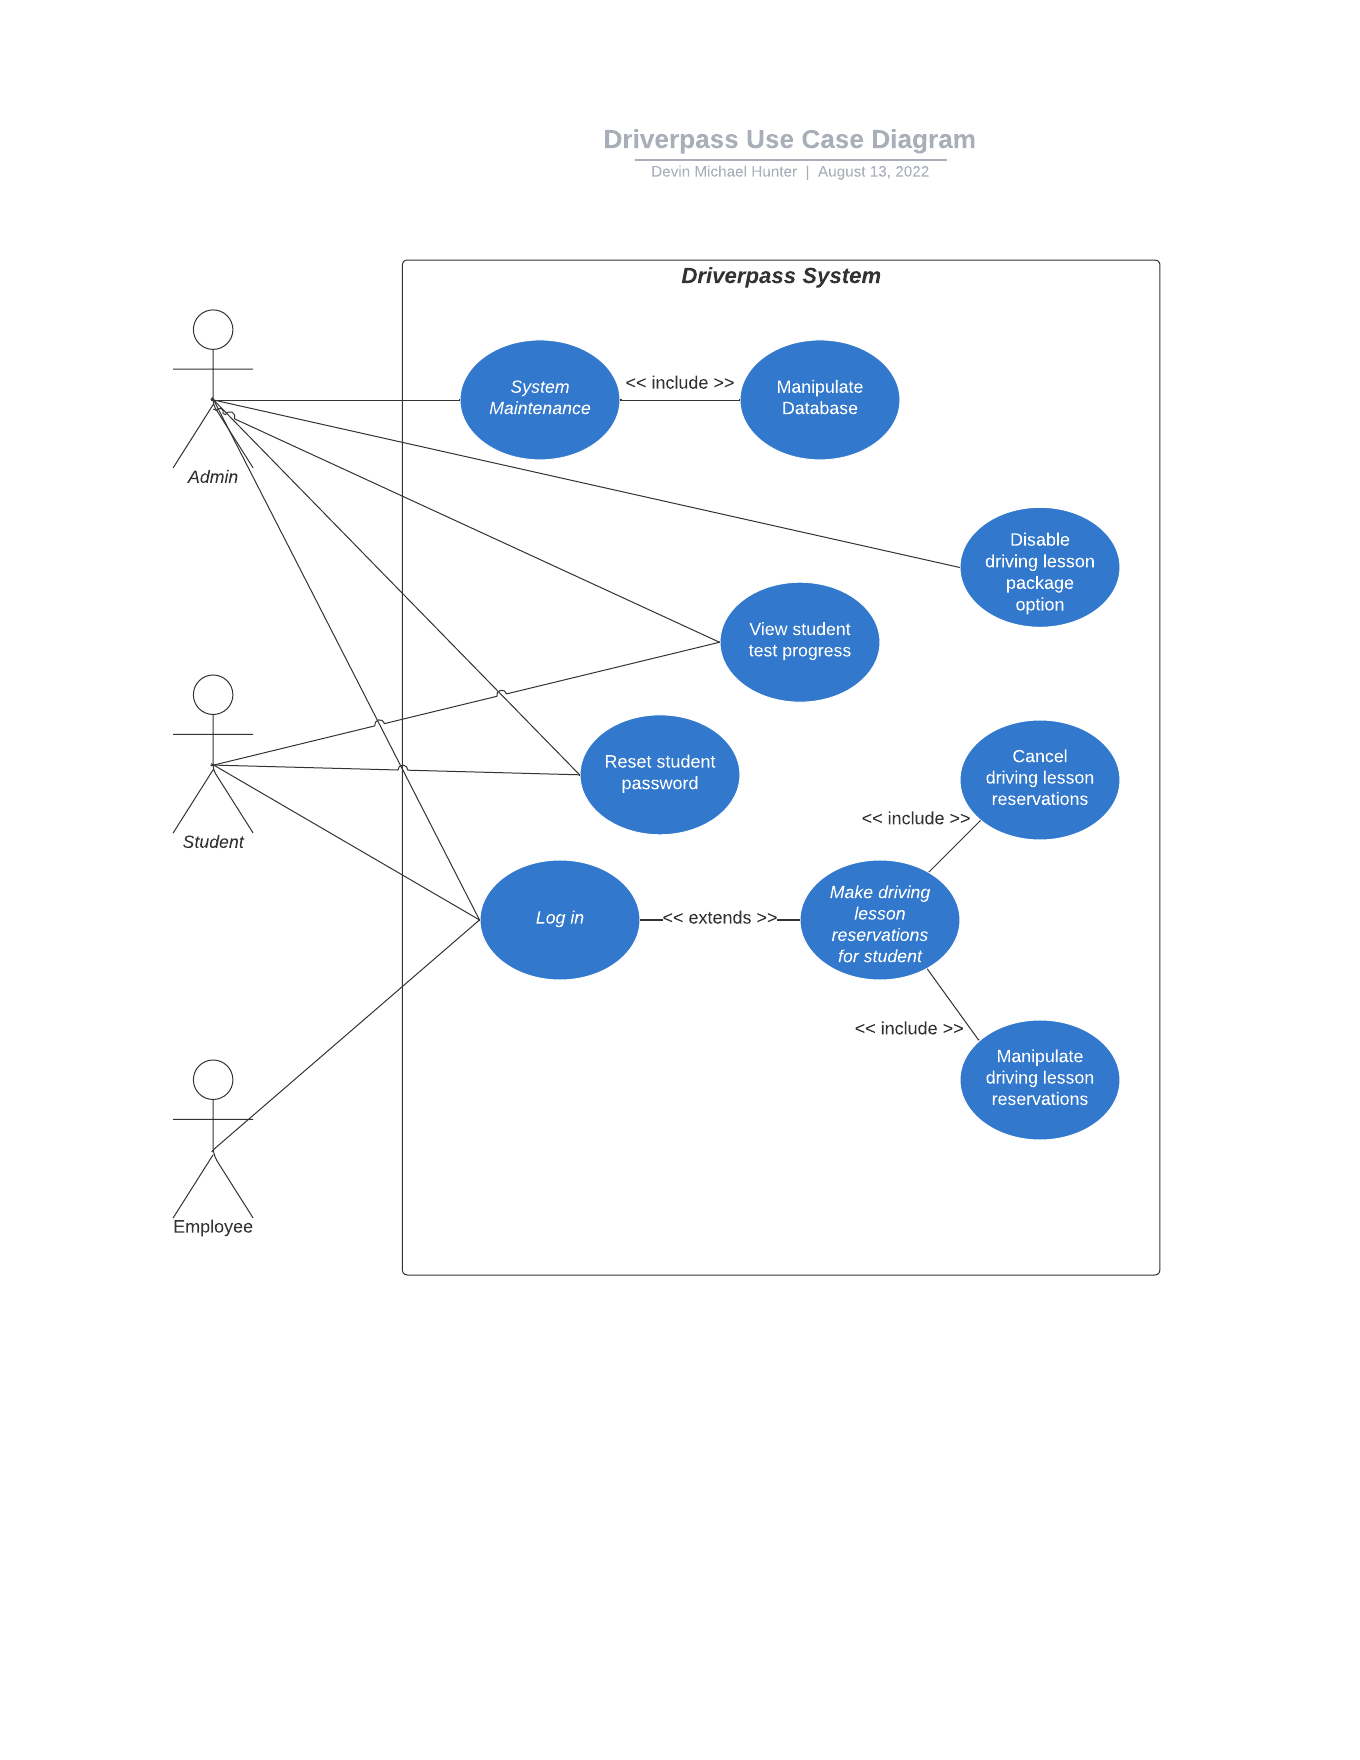 Driverpass Use Case Diagram
Devin Michael Hunter | August 13, 2022
Driverpass System
System
Maintenance
<< include >>
Manipulate
Database
Admin
Disable
driving lesson
package
option
View student
test progress
Reset student
password
Cancel
driving lesson
reservations
<< include >>
Student
Log in
<< extends >>
Make driving
lesson
reservations
for student
<< include >>
Manipulate
driving lesson
reservations
Employee